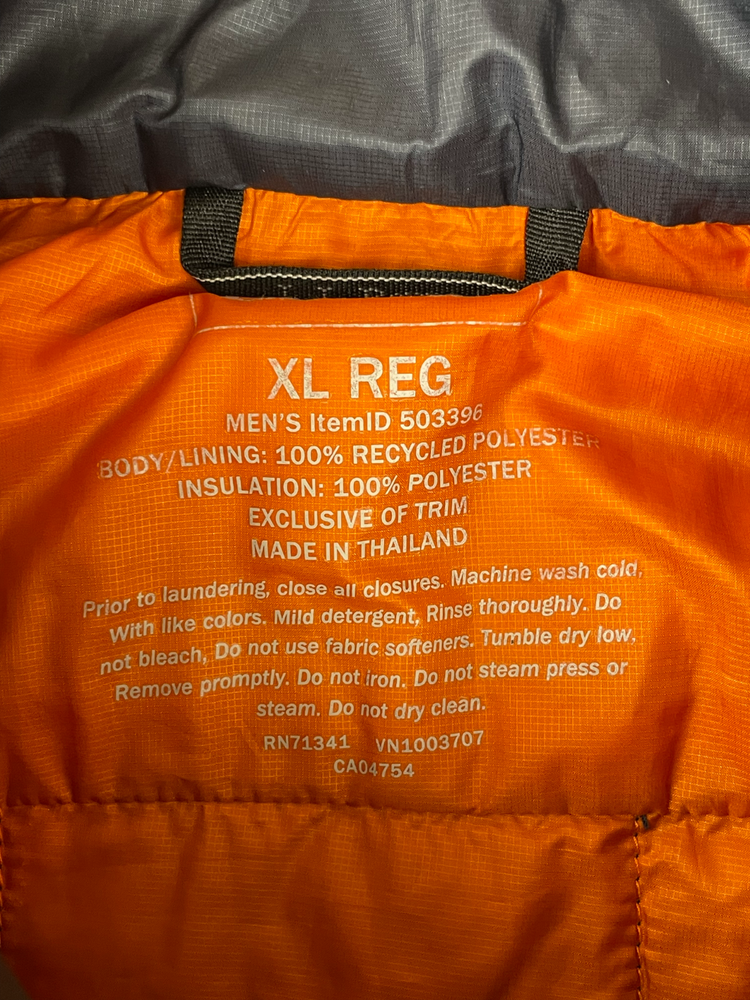 XL REG
MEN'S ItemID 503396
BODY/LINING: 100% RECYCLED POLYESTER
INSULATION: 100% POLYESTER
EXCLUSIVE OF TRIM
MADE IN THAILAND
Prior to laundering, close all closures. Machine wash cold,
With like colors. Mild detergent, Rinse thoroughly. Do
not bleach, Do not use fabric softeners. Tumble dry low,
Remove promptly. Do not iron. Do not steam press or
steam. Do not dry clean.
RN71341 VN1003707
CA04754